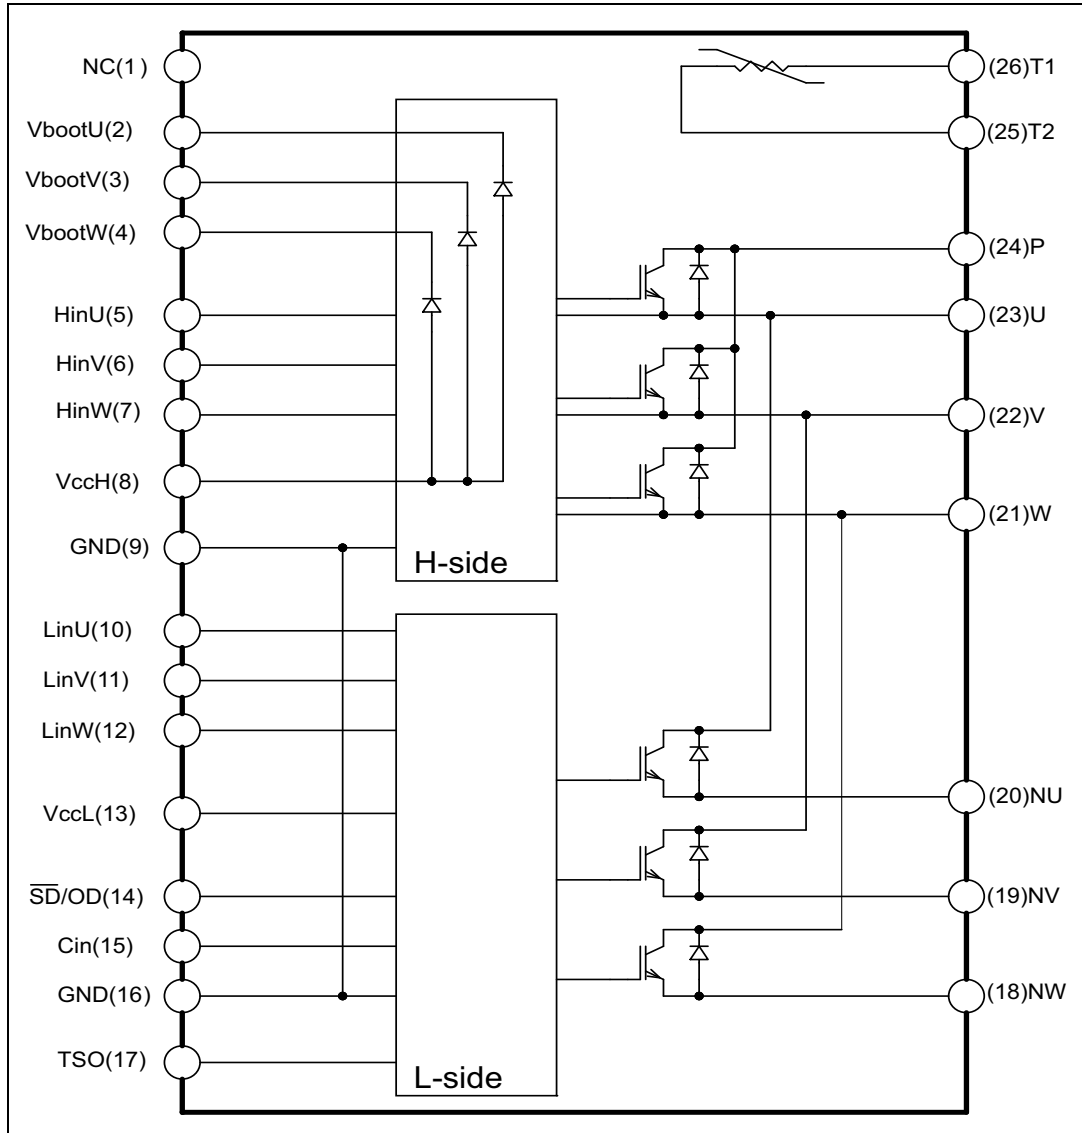 NC(1)
VbootU(2)
VbootV(3)
VbootW(4)
HinU(5)
HinV(6)
HinW(7)
VccH(8)
GND(9)
H-side
LinU(10)
LinV(11)
LinW(12)
VccL(13)
S̅D̅/OD(14)
Cin(15)
GND(16)
TSO(17)
L-side
(26)T1
(25)T2
(24)P
(23)U
(22)V
(21)W
(20)NU
(19)NV
(18)NW